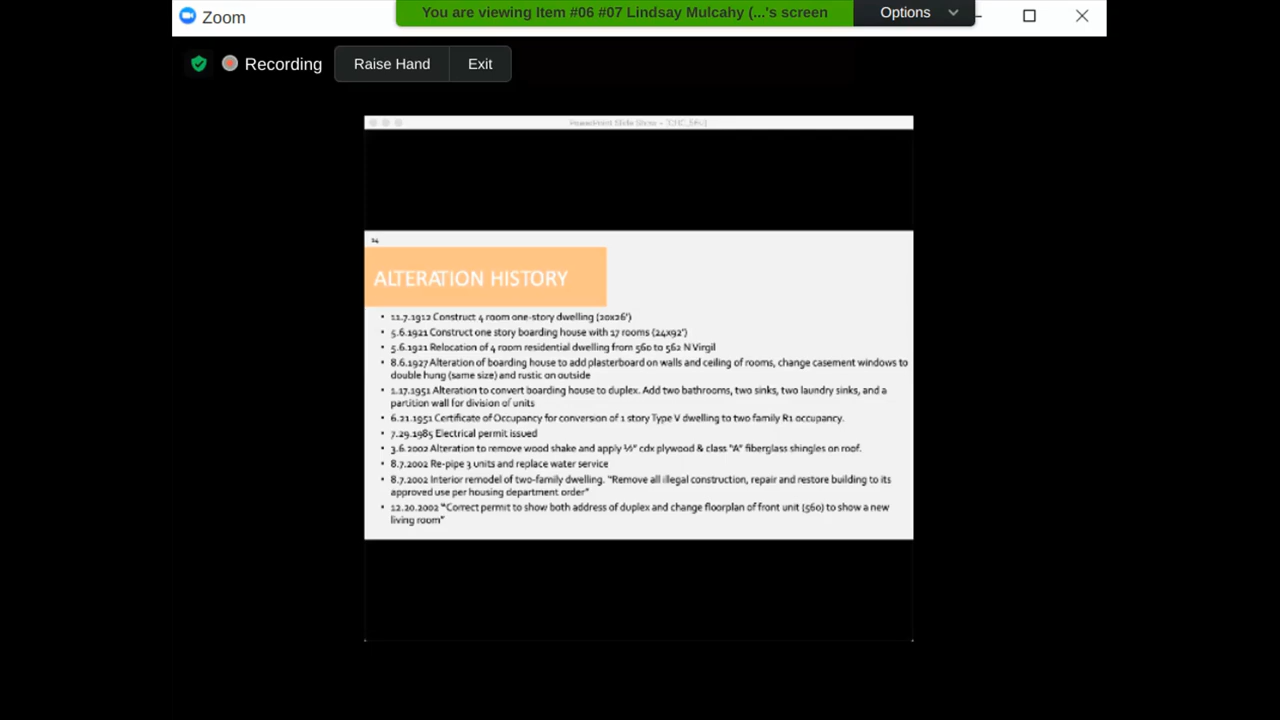 Zoom
You are viewing Item #06 #07 Lindsay Mulcahy (...'s screen
Options
Recording
Raise Hand
Exit
PowerPoint Slide Show -
14
ALTERATION HISTORY
• 11.7.1912 Construct 4 room one-story dwelling (20x26')
• 5.6.1921 Construct one story boarding house with 17 rooms (24x92')
• 5.6.1921 Relocation of 4 room residential dwelling from 560 to 562 N Virgil
• 8.6.1927 Alteration of boarding house to add plasterboard on walls and ceiling of rooms, change casement windows to
double hung (same size) and rustic on outside
• 1.17.1951 Alteration to convert boarding house to duplex. Add two bathrooms, two sinks, two laundry sinks, and a
partition wall for division of units
• 6.21.1951 Certificate of Occupancy for conversion of 1 story Type V dwelling to two family R1 occupancy.
• 7.29.1985 Electrical permit issued
• 3.6.2002 Alteration to remove wood shake and apply ½" cdx plywood & class "A" fiberglass shingles on roof.
• 8.7.2002 Re-pipe 3 units and replace water service
• 8.7.2002 Interior remodel of two-family dwelling. "Remove all illegal construction, repair and restore building to its
approved use per housing department order"
• 12.20.2002 "Correct permit to show both address of duplex and change floorplan of front unit (560) to show a new
living room"